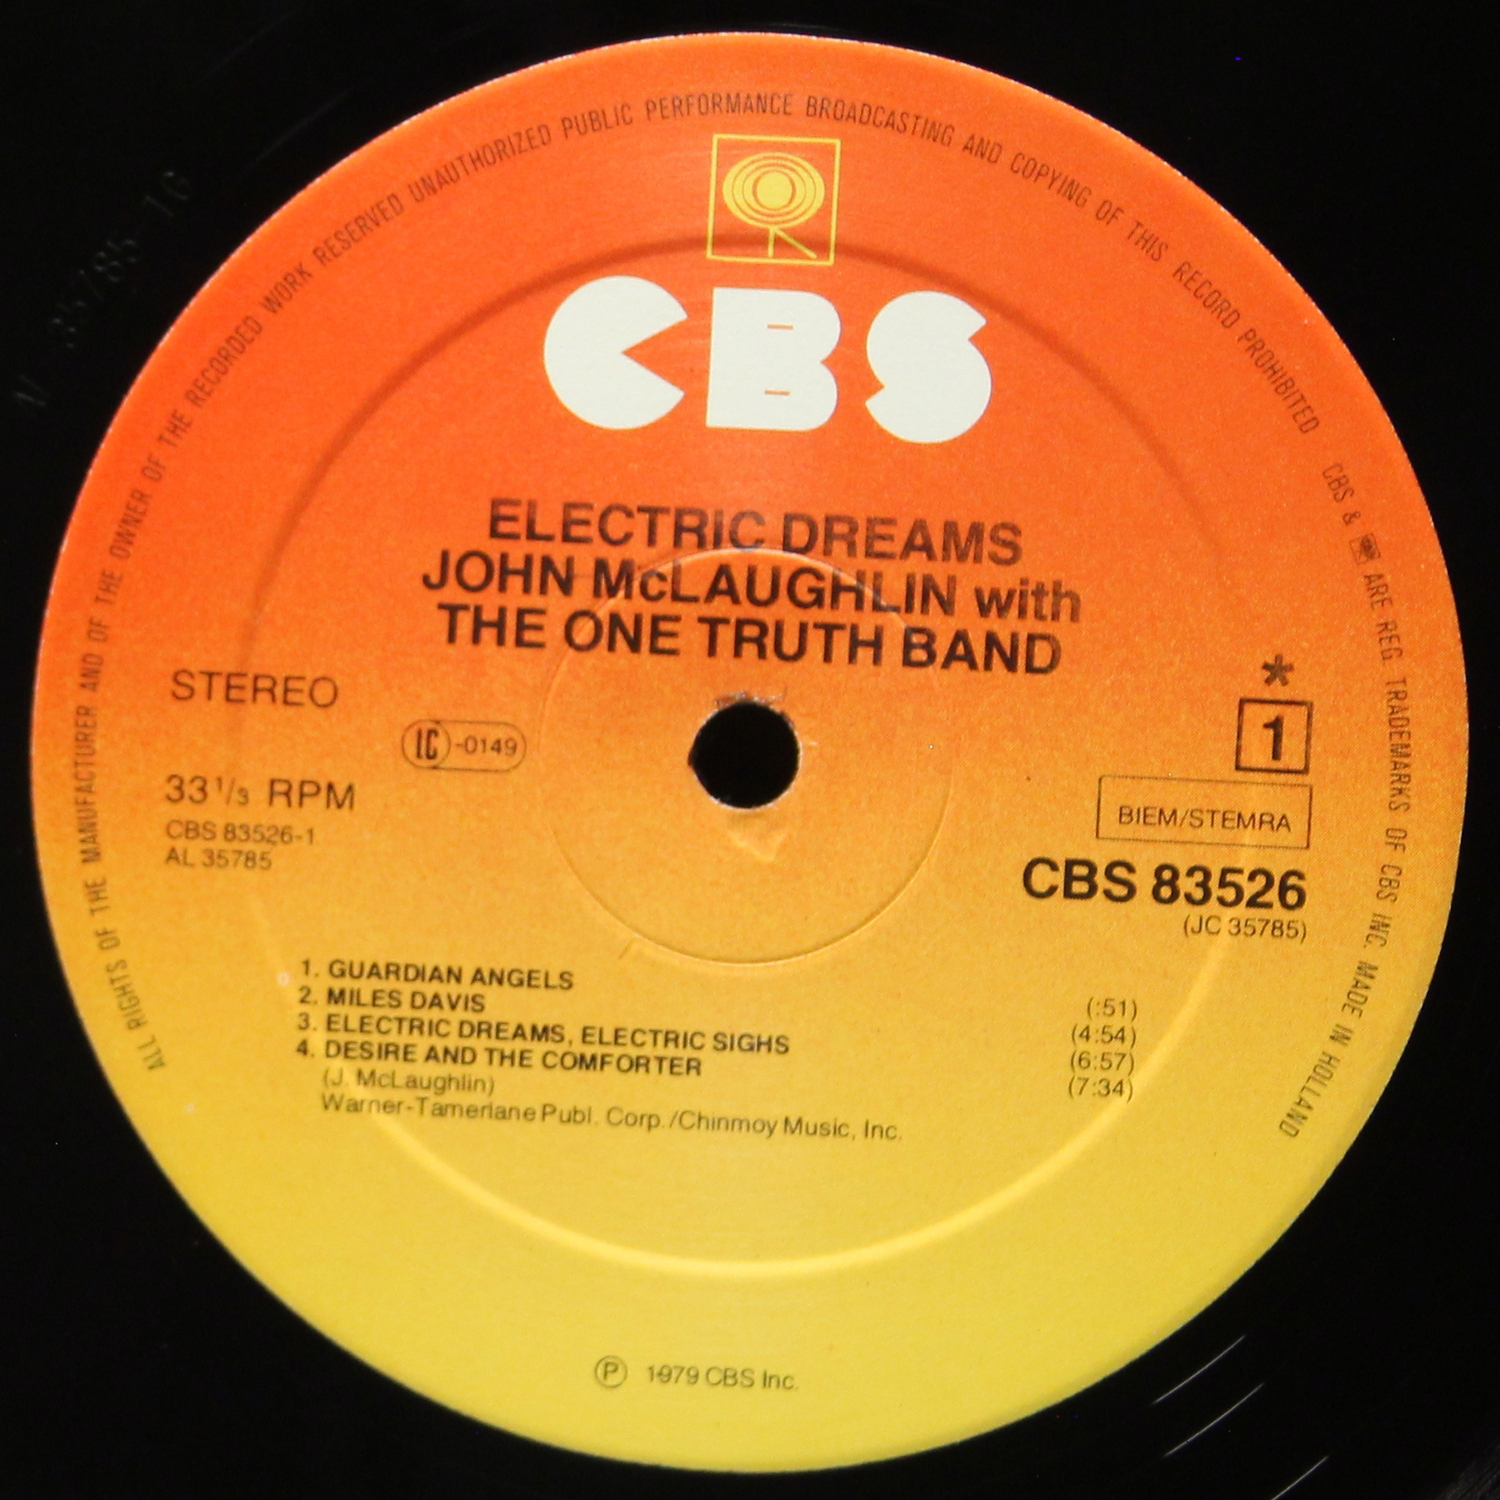 ALL RIGHTS OF THE MANUFACTURER AND OF THE OWNER OF THE RECORDED WORK RESERVED UNAUTHORIZED PUBLIC PERFORMANCE BROADCASTING AND COPYING OF THIS RECORD PROHIBITED CBS & ARE REG. TRADEMARKS OF CBS INC. MADE IN HOLLAND
CBS
ELECTRIC DREAMS
JOHN McLAUGHLIN with
THE ONE TRUTH BAND
STEREO
LC-0149
33 1/3 RPM
CBS 83526-1
AL 35785
*
1
BIEM/STEMRA
CBS 83526
(JC 35785)
1. GUARDIAN ANGELS (:51)
2. MILES DAVIS (4:54)
3. ELECTRIC DREAMS, ELECTRIC SIGHS (6:57)
4. DESIRE AND THE COMFORTER (7:34)
(J. McLaughlin)
Warner-Tamerlane Publ. Corp./Chinmoy Music, Inc.
℗ 1979 CBS Inc.